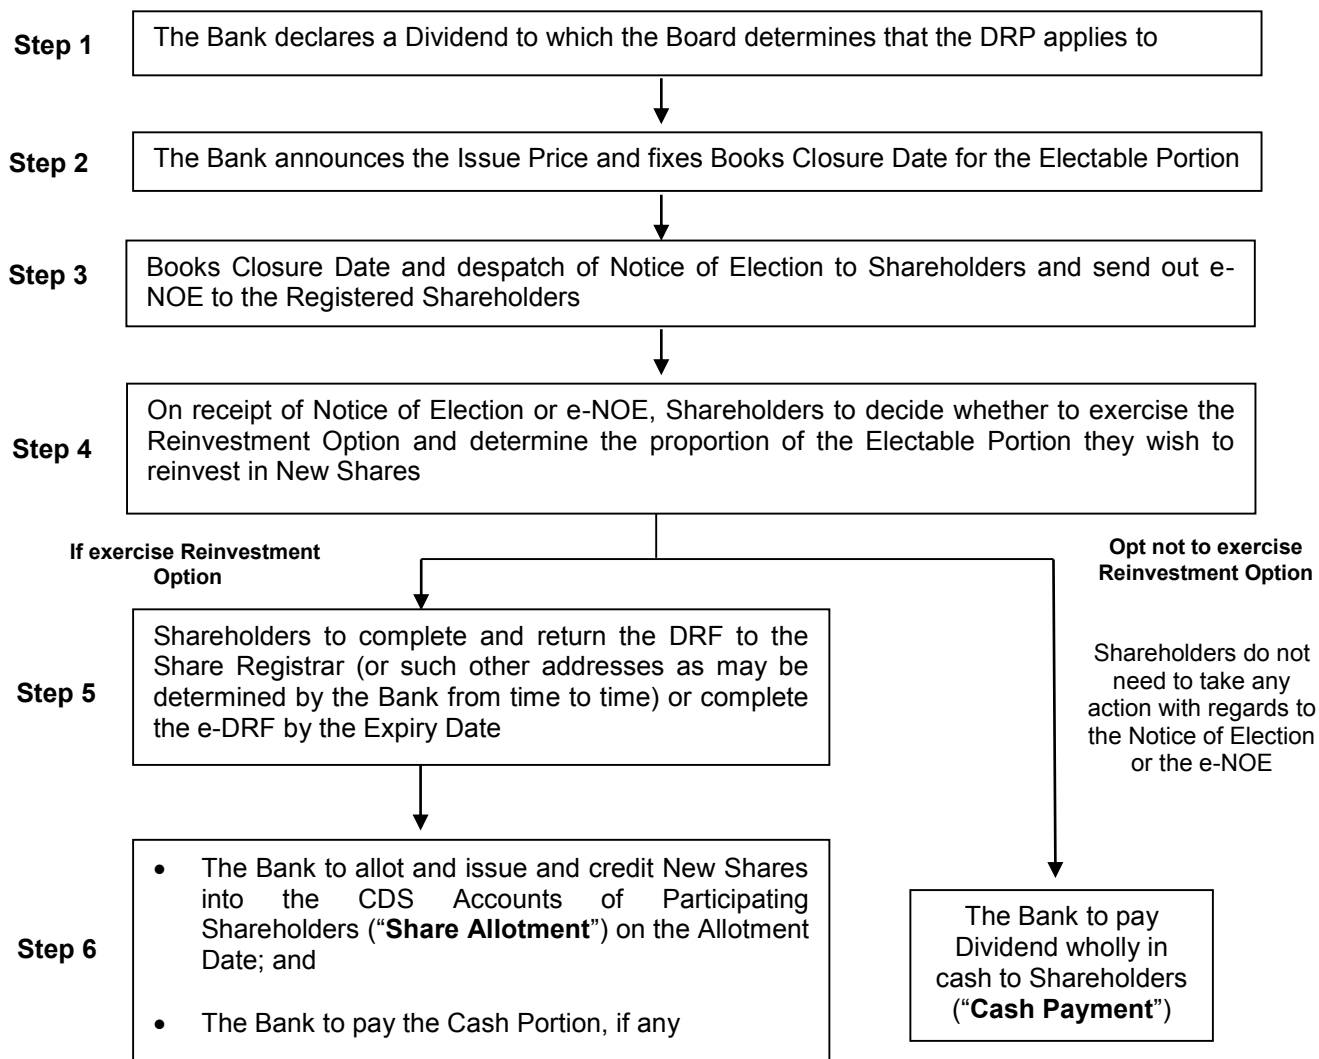 Step 1
The Bank declares a Dividend to which the Board determines that the DRP applies to
Step 2
The Bank announces the Issue Price and fixes Books Closure Date for the Electable Portion
Step 3
Books Closure Date and despatch of Notice of Election to Shareholders and send out e-
NOE to the Registered Shareholders
Step 4
On receipt of Notice of Election or e-NOE, Shareholders to decide whether to exercise the
Reinvestment Option and determine the proportion of the Electable Portion they wish to
reinvest in New Shares
If exercise Reinvestment
Option
Opt not to exercise
Reinvestment Option
Step 5
Shareholders to complete and return the DRF to the
Share Registrar (or such other addresses as may be
determined by the Bank from time to time) or complete
the e-DRF by the Expiry Date
Shareholders do not
need to take any
action with regards to
the Notice of Election
or the e-NOE
Step 6
• The Bank to allot and issue and credit New Shares
into the CDS Accounts of Participating
Shareholders (“Share Allotment”) on the Allotment
Date; and
• The Bank to pay the Cash Portion, if any
The Bank to pay
Dividend wholly in
cash to Shareholders
(“Cash Payment”)